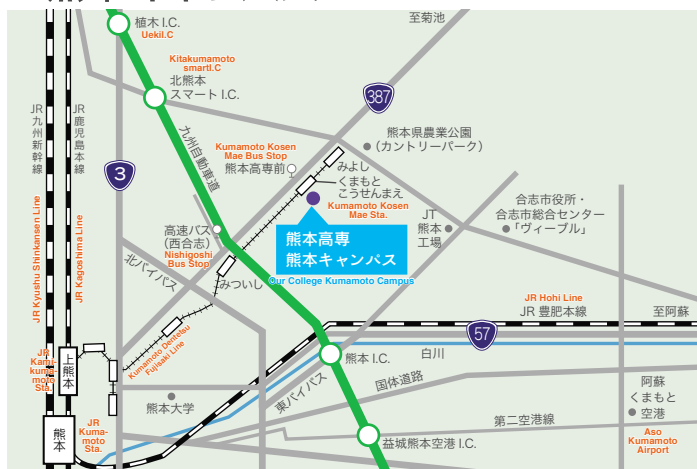 至菊池
植木 I.C.
UekiI.C
Kitakumamoto
smartI.C
北熊本
スマート I.C.
387
JR
九州新幹線
JR
鹿児島本線
3
九州自動車道
Kumamoto Kosen
Mae Bus Stop
熊本高専前
みよし
くまもと
こうせんまえ
Kumamoto Kosen
Mae Sta.
熊本県農業公園
(カントリーパーク)
合志市役所・
合志市総合センター
「ヴィーブル」
JT
熊本
工場
熊本高専
熊本キャンパス
Our College Kumamoto Campus
高速バス
(西合志)
Nishigoshi
Bus Stop
みついし
北バイパス
JR Kyushu Shinkansen Line
JR Kagoshima Line
Kumamoto Dentetsu
Fujisaki Line
JR Hohi Line
JR 豊肥本線
至阿蘇
57
白川
熊本 I.C.
国体道路
東バイパス
JR
Kami-
kuma-
moto
Sta.
上熊本
熊本
JR
Kuma-
moto
Sta.
熊本大学
第二空港線
益城熊本空港 I.C.
阿蘇
くまもと
空港
Aso
Kumamoto
Airport